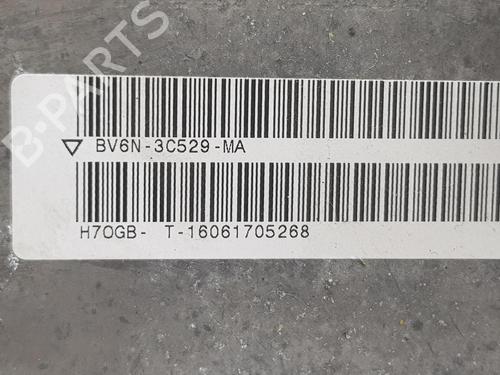 B-PARTS
▽ BV6N-3C529-MA
H7OGB- T-16061705268